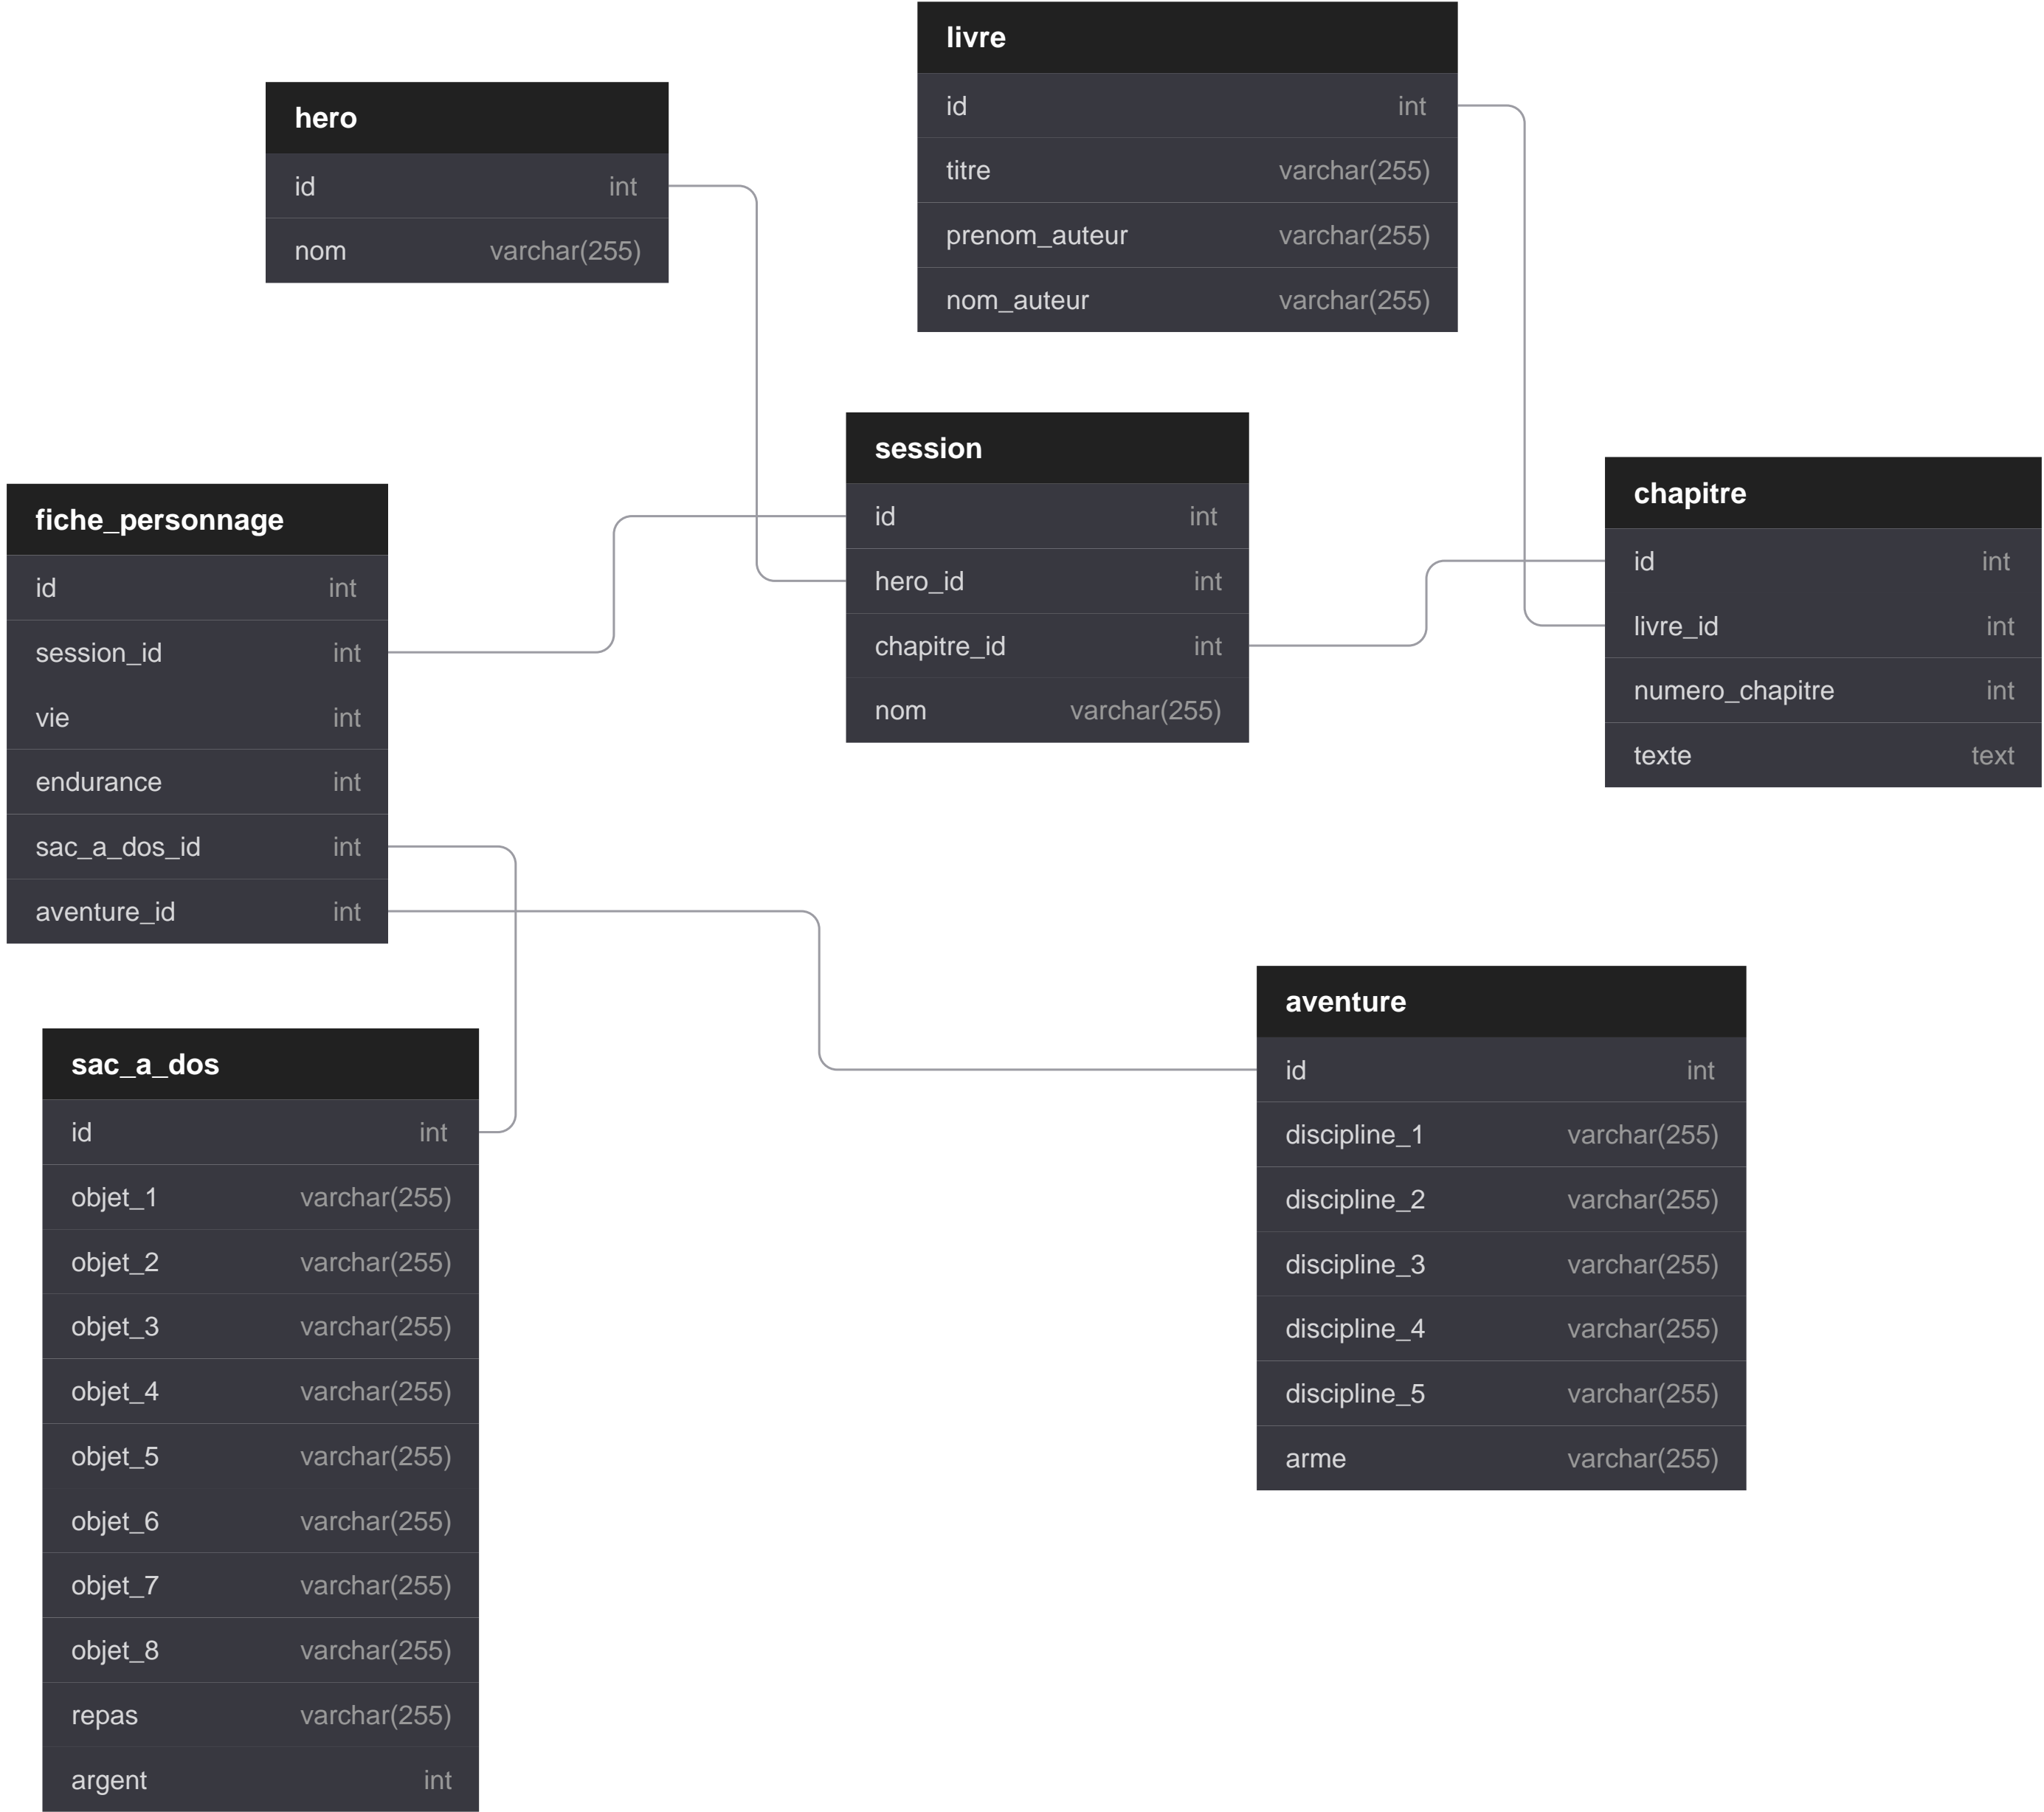 livre
id int
titre varchar(255)
prenom_auteur varchar(255)
nom_auteur varchar(255)
hero
id int
nom varchar(255)
session
id int
hero_id int
chapitre_id int
nom varchar(255)
chapitre
id int
livre_id int
numero_chapitre int
texte text
fiche_personnage
id int
session_id int
vie int
endurance int
sac_a_dos_id int
aventure_id int
aventure
id int
discipline_1 varchar(255)
discipline_2 varchar(255)
discipline_3 varchar(255)
discipline_4 varchar(255)
discipline_5 varchar(255)
arme varchar(255)
sac_a_dos
id int
objet_1 varchar(255)
objet_2 varchar(255)
objet_3 varchar(255)
objet_4 varchar(255)
objet_5 varchar(255)
objet_6 varchar(255)
objet_7 varchar(255)
objet_8 varchar(255)
repas varchar(255)
argent int